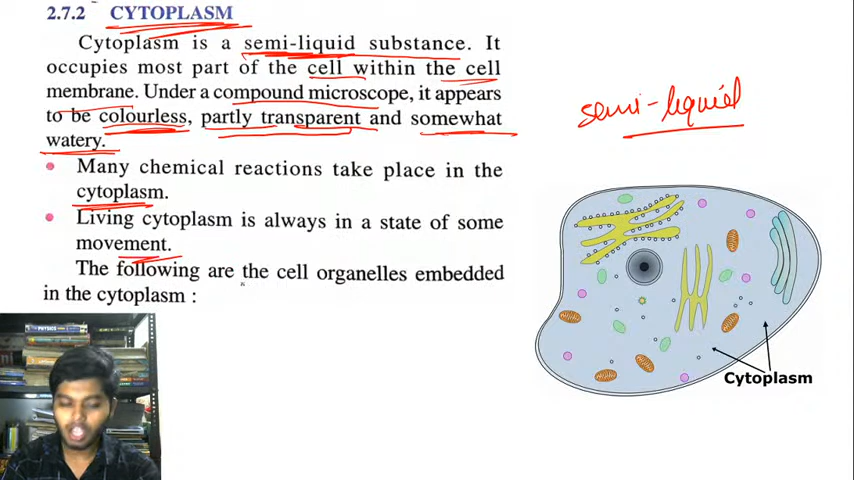 2.7.2 CYTOPLASM
Cytoplasm is a semi-liquid substance. It
occupies most part of the cell within the cell
membrane. Under a compound microscope, it appears
to be colourless, partly transparent and somewhat
watery.
Many chemical reactions take place in the
cytoplasm.
Living cytoplasm is always in a state of some
movement.
The following are the cell organelles embedded
in the cytoplasm :
semi-liquid
Cytoplasm
PHYSICS